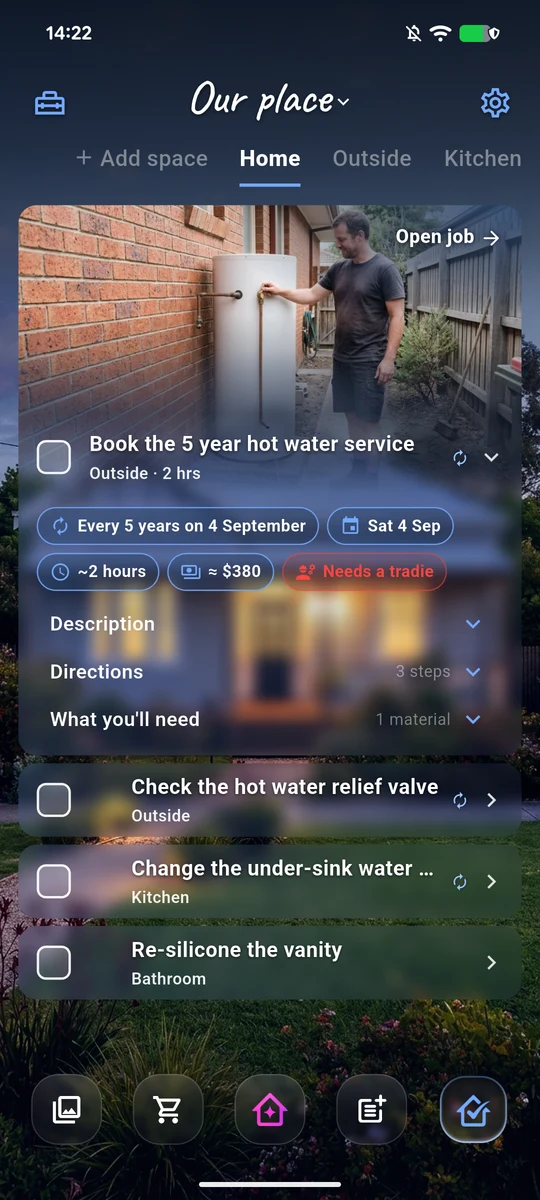 14:22
Our place
+ Add space Home Outside Kitchen
Open job →
Book the 5 year hot water service
Outside · 2 hrs
Every 5 years on 4 September
Sat 4 Sep
~2 hours
≈ $380
Needs a tradie
Description
Directions 3 steps
What you'll need 1 material
Check the hot water relief valve
Outside
Change the under-sink water ...
Kitchen
Re-silicone the vanity
Bathroom